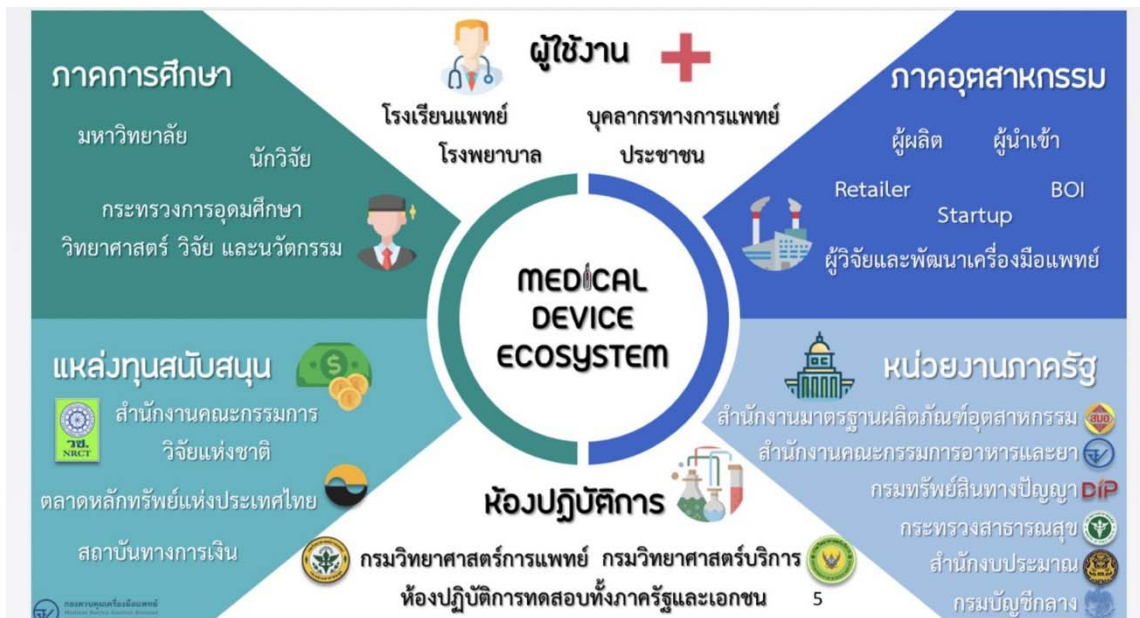 ภาคการศึกษา
มหาวิทยาลัย
นักวิจัย
กระทรวงการอุดมศึกษา
วิทยาศาสตร์ วิจัย และนวัตกรรม
ผู้ใช้งาน
โรงเรียนแพทย์
บุคลากรทางการแพทย์
โรงพยาบาล
ประชาชน
ภาคอุตสาหกรรม
ผู้ผลิต
ผู้นำเข้า
Retailer
BOI
Startup
ผู้วิจัยและพัฒนาเครื่องมือแพทย์
MEDICAL
DEVICE
ECOSYSTEM
แหล่งทุนสนับสนุน
วช.
NRCT
สำนักงานคณะกรรมการ
วิจัยแห่งชาติ
ตลาดหลักทรัพย์แห่งประเทศไทย
สถาบันทางการเงิน
กองควบคุมเครื่องมือแพทย์
Medical Device Control Division
ห้องปฏิบัติการ
กรมวิทยาศาสตร์การแพทย์ กรมวิทยาศาสตร์บริการ
ห้องปฏิบัติการทดสอบทั้งภาครัฐและเอกชน
5
หน่วยงานภาครัฐ
สำนักงานมาตรฐานผลิตภัณฑ์อุตสาหกรรม
สมอ
สำนักงานคณะกรรมการอาหารและยา
กรมทรัพย์สินทางปัญญา
DIP
กระทรวงสาธารณสุข
สำนักงบประมาณ
กรมบัญชีกลาง